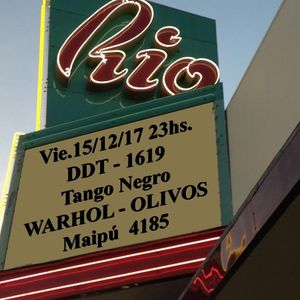 Rio
Vie.15/12/17 23hs.
DDT - 1619
Tango Negro
WARHOL - OLIVOS
Maipú 4185